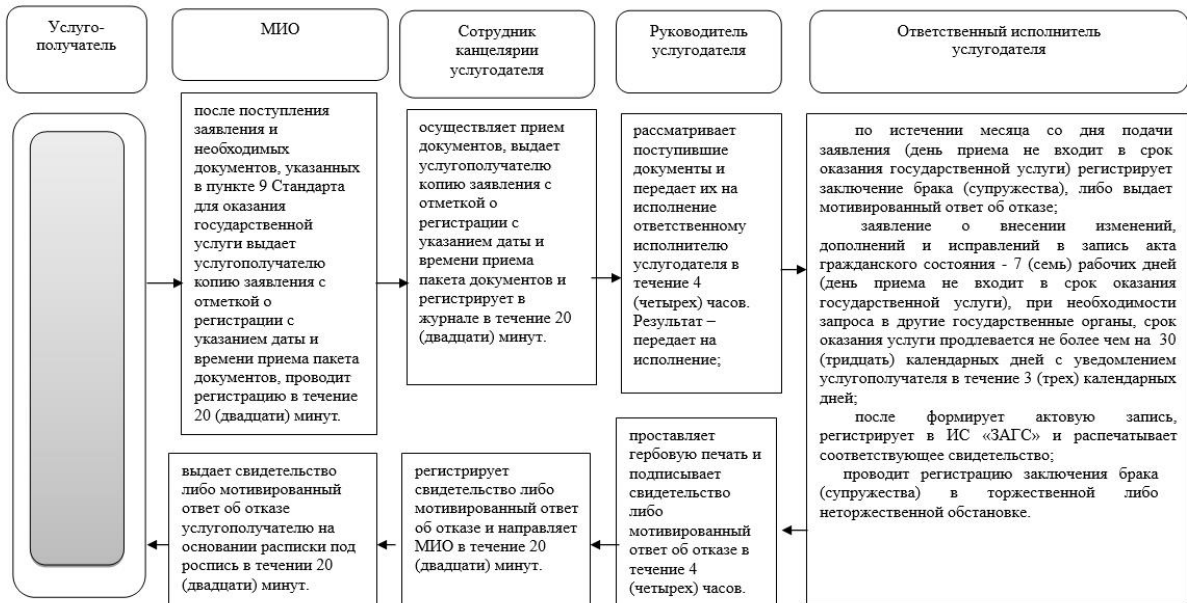 Услуго-
получатель
МИО
Сотрудник
канцелярии
услугодателя
Руководитель
услугодателя
Ответственный исполнитель
услугодателя
после поступления
заявления и
необходимых
документов, указанных
в пункте 9 Стандарта
для оказания
государственной
услуги выдает
услугополучателю
копию заявления с
отметкой о
регистрации с
указанием даты и
времени приема пакета
документов, проводит
регистрацию в течение
20 (двадцати) минут.
осуществляет прием
документов, выдает
услугополучателю
копию заявления с
отметкой о
регистрации с
указанием даты и
времени приема
пакета документов и
регистрирует в
журнале в течение 20
(двадцати) минут.
рассматривает
поступившие
документы и
передает их на
исполнение
ответственному
исполнителю
услугодателя в
течение 4
(четырех) часов.
Результат –
передает на
исполнение;
по истечении месяца со дня подачи
заявления (день приема не входит в срок
оказания государственной услуги) регистрирует
заключение брака (супружества), либо выдает
мотивированный ответ об отказе;
заявление о внесении изменений,
дополнений и исправлений в запись акта
гражданского состояния - 7 (семь) рабочих дней
(день приема не входит в срок оказания
государственной услуги), при необходимости
запроса в другие государственные органы, срок
оказания услуги продлевается не более чем на 30
(тридцать) календарных дней с уведомлением
услугополучателя в течение 3 (трех) календарных
дней;
после формирует актовую запись,
регистрирует в ИС «ЗАГС» и распечатывает
соответствующее свидетельство;
проводит регистрацию заключения брака
(супружества) в торжественной либо
неторжественной обстановке.
выдает свидетельство
либо мотивированный
ответ об отказе
услугополучателю на
основании расписки под
роспись в течении 20
(двадцати) минут.
регистрирует
свидетельство либо
мотивированный ответ
об отказе и направляет
МИО в течение 20
(двадцати) минут.
проставляет
гербовую печать и
подписывает
свидетельство
либо
мотивированный
ответ об отказе в
течение 4
(четырех) часов.